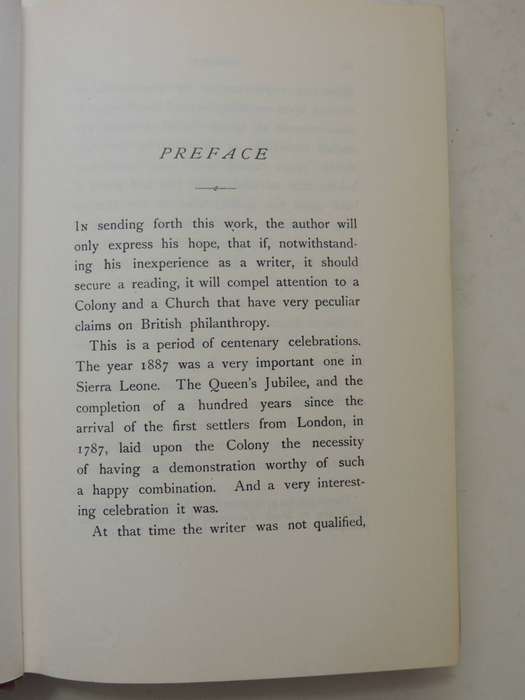 PREFACE
IN sending forth this work, the author will
only express his hope, that if, notwithstand-
ing his inexperience as a writer, it should
secure a reading, it will compel attention to a
Colony and a Church that have very peculiar
claims on British philanthropy.
This is a period of centenary celebrations.
The year 1887 was a very important one in
Sierra Leone. The Queen's Jubilee, and the
completion of a hundred years since the
arrival of the first settlers from London, in
1787, laid upon the Colony the necessity
of having a demonstration worthy of such
a happy combination. And a very interest-
ing celebration it was.
At that time the writer was not qualified,